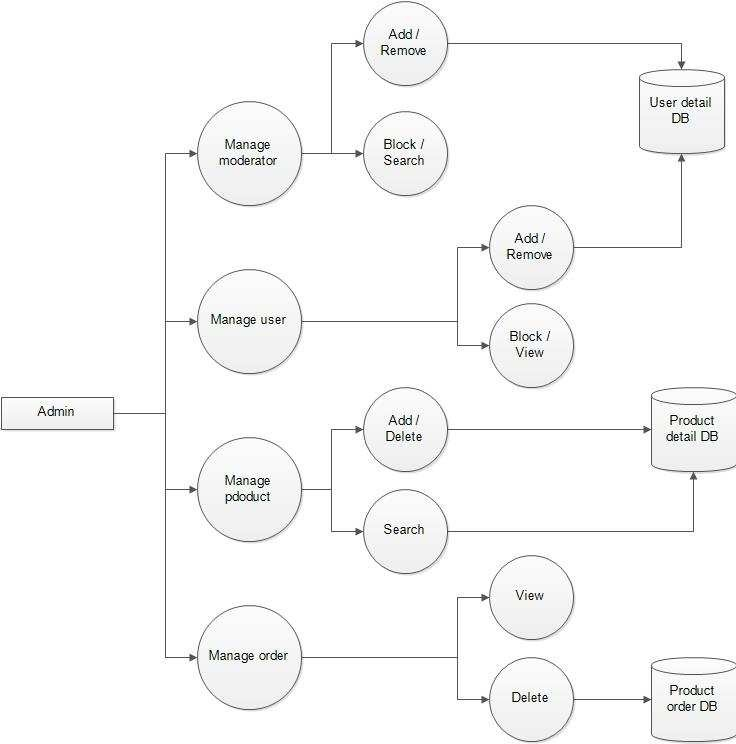 Add /
Remove
User detail
DB
Manage
moderator
Block /
Search
Add /
Remove
Manage user
Block /
View
Admin
Add /
Delete
Product
detail DB
Manage
pdoduct
Search
View
Manage order
Delete
Product
order DB